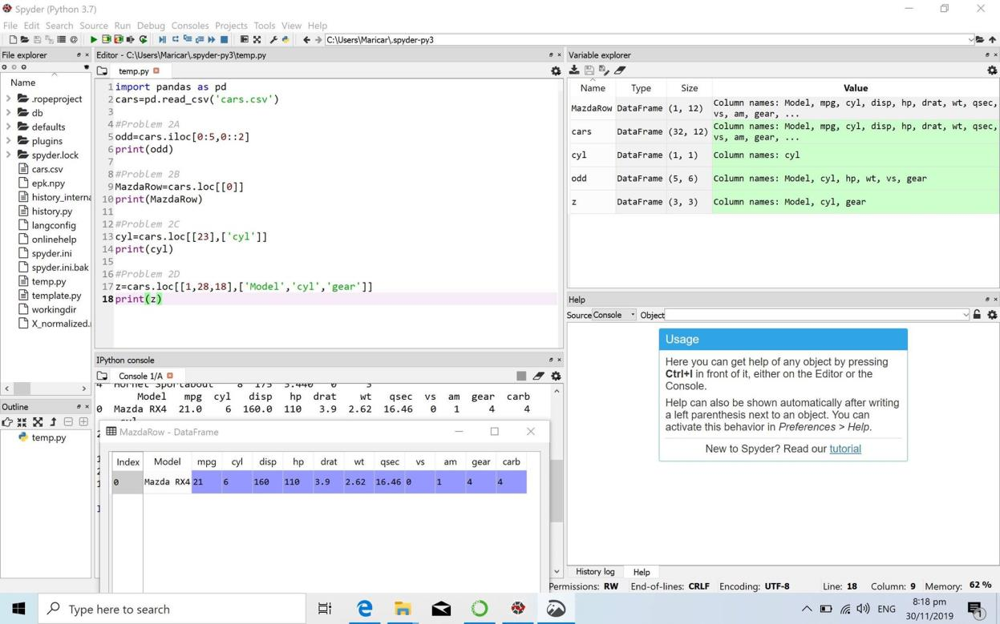 Spyder (Python 3.7)
File Edit Search Source Run Debug Consoles Projects Tools View Help
C:\Users\Maricar\.spyder-py3
File explorer
Name
.ropeproject
db
defaults
plugins
spyder.lock
cars.csv
epk.npy
history_interna
history.py
langconfig
onlinehelp
spyder.ini
spyder.ini.bak
temp.py
template.py
workingdir
X_normalized.
Outline
temp.py
Editor - C:\Users\Maricar\.spyder-py3\temp.py
temp.py
1 import pandas as pd
2 cars=pd.read_csv('cars.csv')
3
4 #Problem 2A
5 odd=cars.iloc[0:5,0::2]
6 print(odd)
7
8 #Problem 2B
9 MazdaRow=cars.loc[[0]]
10 print(MazdaRow)
11
12 #Problem 2C
13 cyl=cars.loc[[23],['cyl']]
14 print(cyl)
15
16 #Problem 2D
17 z=cars.loc[[1,28,18],['Model','cyl','gear']]
18 print(z)
IPython console
Console 1/A
4 Hornet Sportabout 8 175 3.440 0 3
Model mpg cyl disp hp drat wt qsec vs am gear carb
0 Mazda RX4 21.0 6 160.0 110 3.9 2.62 16.46 0 1 4 4
MazdaRow - DataFrame
Index Model mpg cyl disp hp drat wt qsec vs am gear carb
0 Mazda RX4 21 6 160 110 3.9 2.62 16.46 0 1 4 4
Variable explorer
Name Type Size Value
MazdaRow DataFrame (1, 12) Column names: Model, mpg, cyl, disp, hp, drat, wt, qsec,
vs, am, gear, ...
cars DataFrame (32, 12) Column names: Model, mpg, cyl, disp, hp, drat, wt, qsec,
vs, am, gear, ...
cyl DataFrame (1, 1) Column names: cyl
odd DataFrame (5, 6) Column names: Model, cyl, hp, wt, vs, gear
z DataFrame (3, 3) Column names: Model, cyl, gear
Help
Source Console Object
Usage
Here you can get help of any object by pressing
Ctrl+I in front of it, either on the Editor or the
Console.
Help can also be shown automatically after writing
a left parenthesis next to an object. You can
activate this behavior in Preferences > Help.
New to Spyder? Read our tutorial
History log Help
Permissions: RW End-of-lines: CRLF Encoding: UTF-8 Line: 18 Column: 9 Memory: 62 %
Type here to search
ENG
8:18 pm
30/11/2019
1